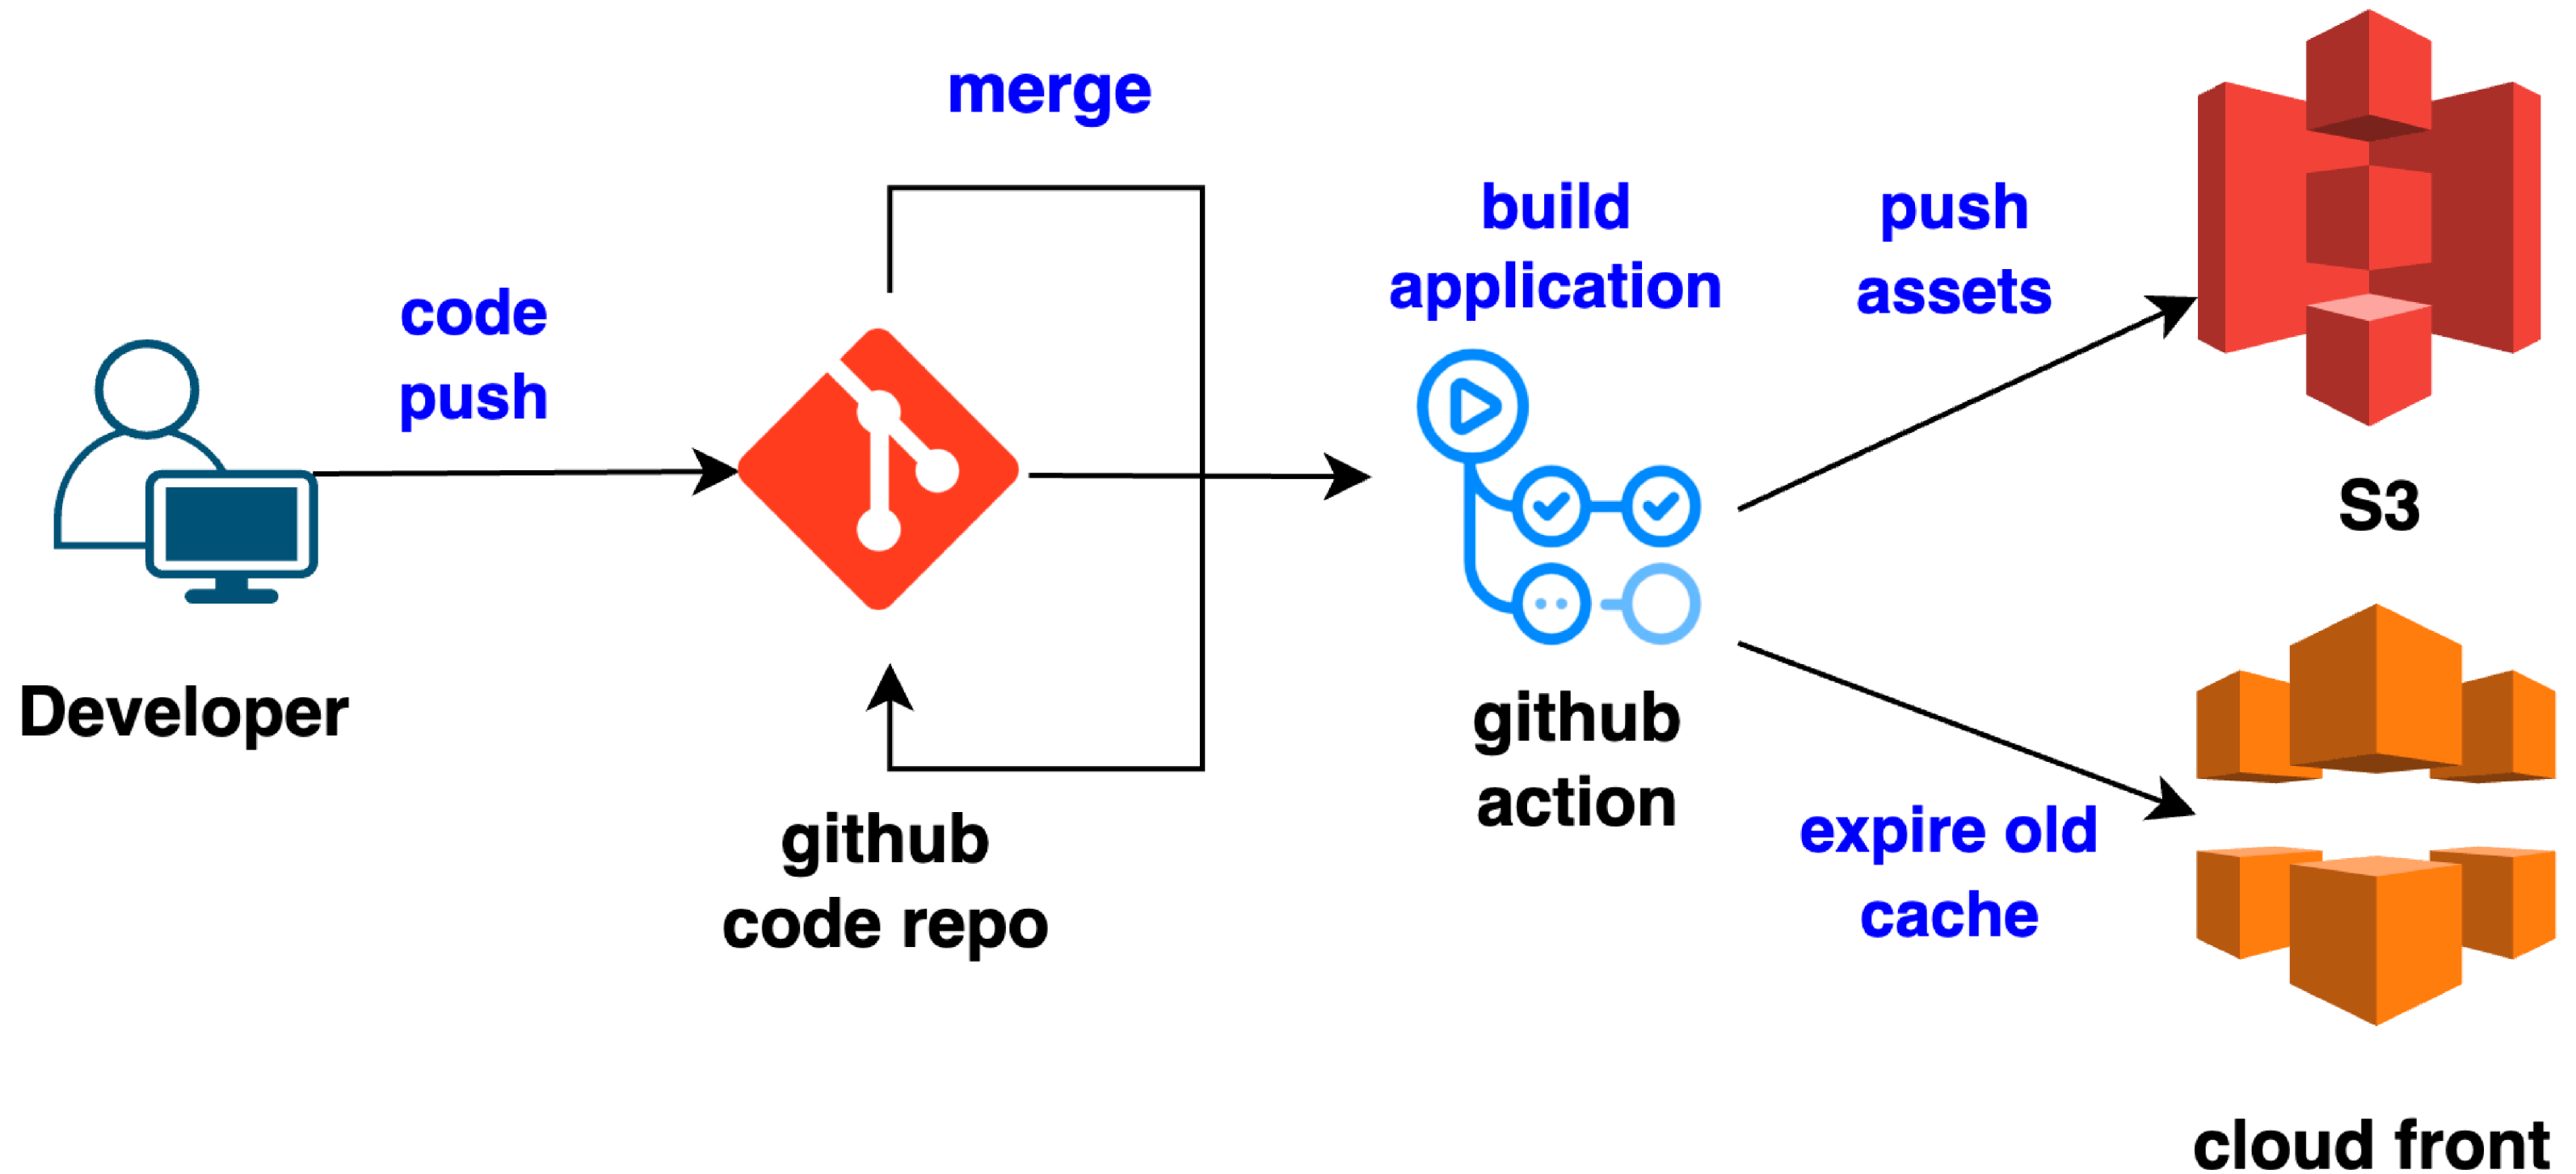 merge
code
push
build
application
push
assets
S3
Developer
github
code repo
github
action
expire old
cache
cloud front